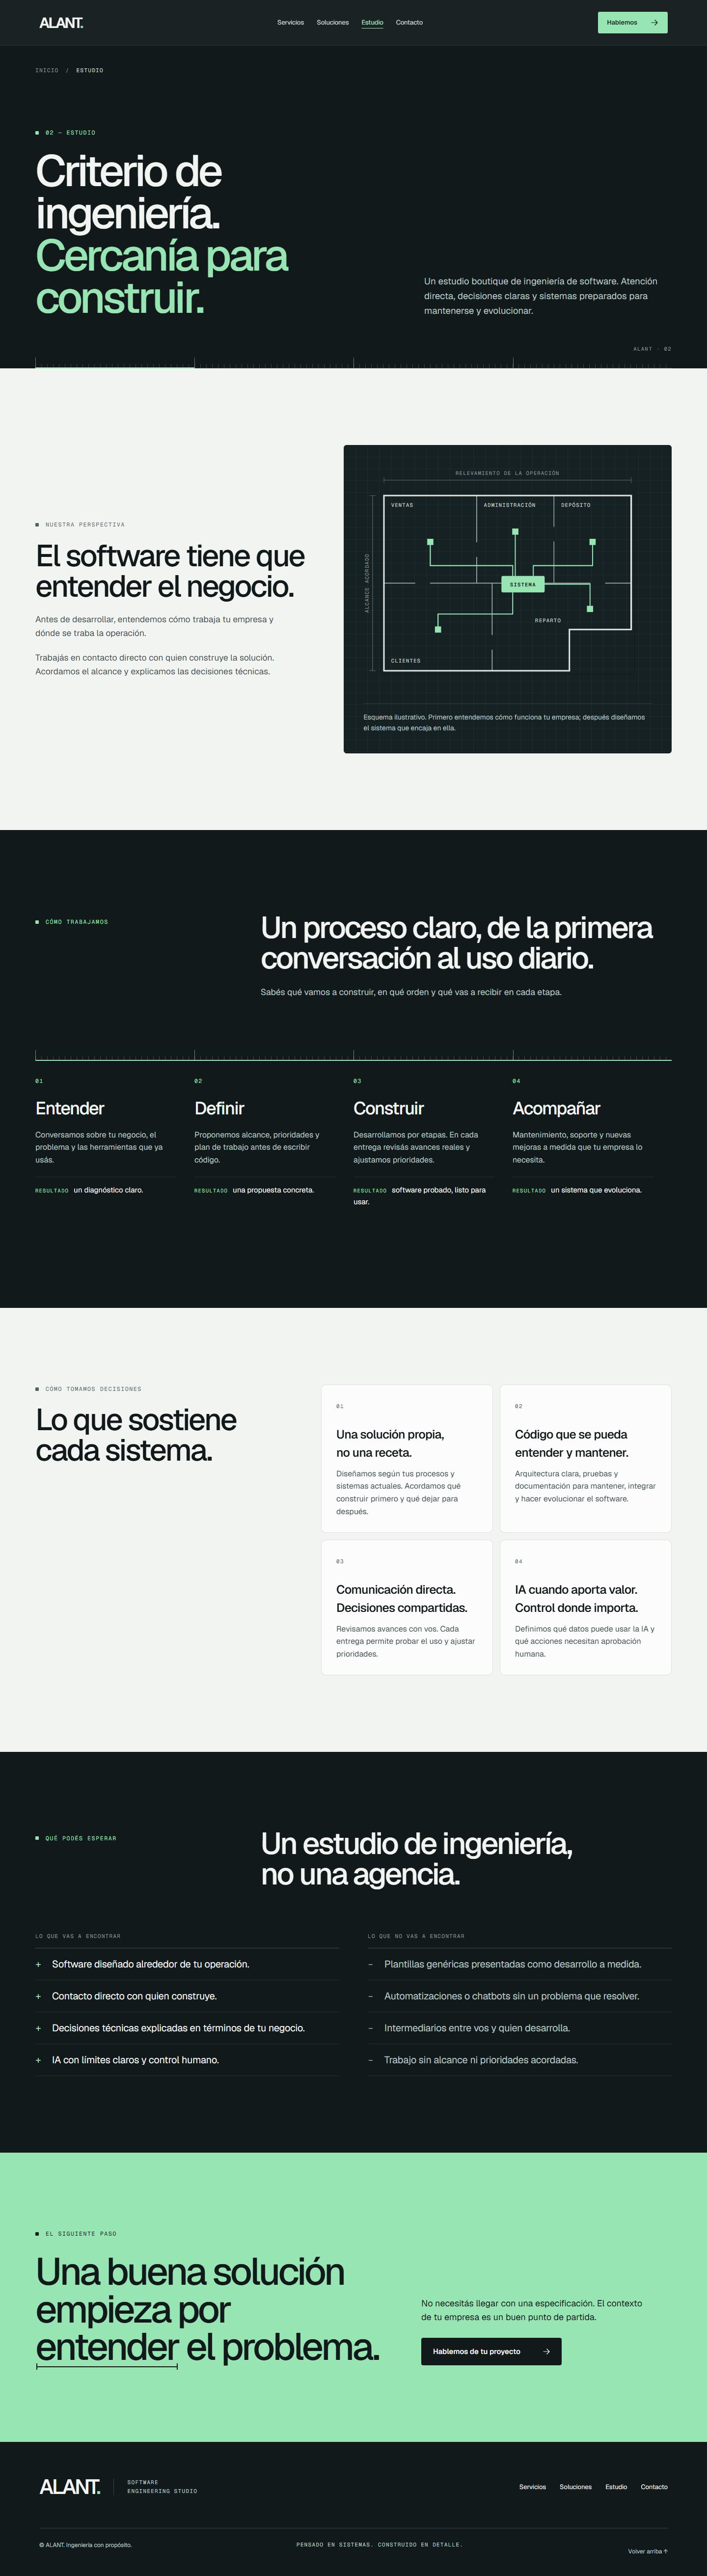 ALANT.
Servicios
Soluciones
Estudio
Contacto
Hablemos →
INICIO / ESTUDIO
02 — ESTUDIO
Criterio de
ingeniería.
Cercanía para
construir.
Un estudio boutique de ingeniería de software. Atención
directa, decisiones claras y sistemas preparados para
mantenerse y evolucionar.
ALANT · 02
NUESTRA PERSPECTIVA
El software tiene que
entender el negocio.
Antes de desarrollar, entendemos cómo trabaja tu empresa y
dónde se traba la operación.
Trabajás en contacto directo con quien construye la solución.
Acordamos el alcance y explicamos las decisiones técnicas.
RELEVAMIENTO DE LA OPERACIÓN
ALCANCE ACORDADO
VENTAS
ADMINISTRACIÓN
DEPÓSITO
SISTEMA
REPARTO
CLIENTES
Esquema ilustrativo. Primero entendemos cómo funciona tu empresa; después diseñamos
el sistema que encaja en ella.
CÓMO TRABAJAMOS
Un proceso claro, de la primera
conversación al uso diario.
Sabés qué vamos a construir, en qué orden y qué vas a recibir en cada etapa.
01
Entender
Conversamos sobre tu negocio, el
problema y las herramientas que ya
usás.
RESULTADO un diagnóstico claro.
02
Definir
Proponemos alcance, prioridades y
plan de trabajo antes de escribir
código.
RESULTADO una propuesta concreta.
03
Construir
Desarrollamos por etapas. En cada
entrega revisás avances reales y
ajustamos prioridades.
RESULTADO software probado, listo para
usar.
04
Acompañar
Mantenimiento, soporte y nuevas
mejoras a medida que tu empresa lo
necesita.
RESULTADO un sistema que evoluciona.
CÓMO TOMAMOS DECISIONES
Lo que sostiene
cada sistema.
01
Una solución propia,
no una receta.
Diseñamos según tus procesos y
sistemas actuales. Acordamos qué
construir primero y qué dejar para
después.
02
Código que se pueda
entender y mantener.
Arquitectura clara, pruebas y
documentación para mantener, integrar
y hacer evolucionar el software.
03
Comunicación directa.
Decisiones compartidas.
Revisamos avances con vos. Cada
entrega permite probar el uso y ajustar
prioridades.
04
IA cuando aporta valor.
Control donde importa.
Definimos qué datos puede usar la IA y
qué acciones necesitan aprobación
humana.
QUÉ PODÉS ESPERAR
Un estudio de ingeniería,
no una agencia.
LO QUE VAS A ENCONTRAR
+ Software diseñado alrededor de tu operación.
+ Contacto directo con quien construye.
+ Decisiones técnicas explicadas en términos de tu negocio.
+ IA con límites claros y control humano.
LO QUE NO VAS A ENCONTRAR
− Plantillas genéricas presentadas como desarrollo a medida.
− Automatizaciones o chatbots sin un problema que resolver.
− Intermediarios entre vos y quien desarrolla.
− Trabajo sin alcance ni prioridades acordadas.
EL SIGUIENTE PASO
Una buena solución
empieza por
entender el problema.
No necesitás llegar con una especificación. El contexto
de tu empresa es un buen punto de partida.
Hablemos de tu proyecto →
ALANT.
SOFTWARE
ENGINEERING STUDIO
Servicios
Soluciones
Estudio
Contacto
© ALANT. Ingeniería con propósito.
PENSADO EN SISTEMAS. CONSTRUIDO EN DETALLE.
Volver arriba ↑